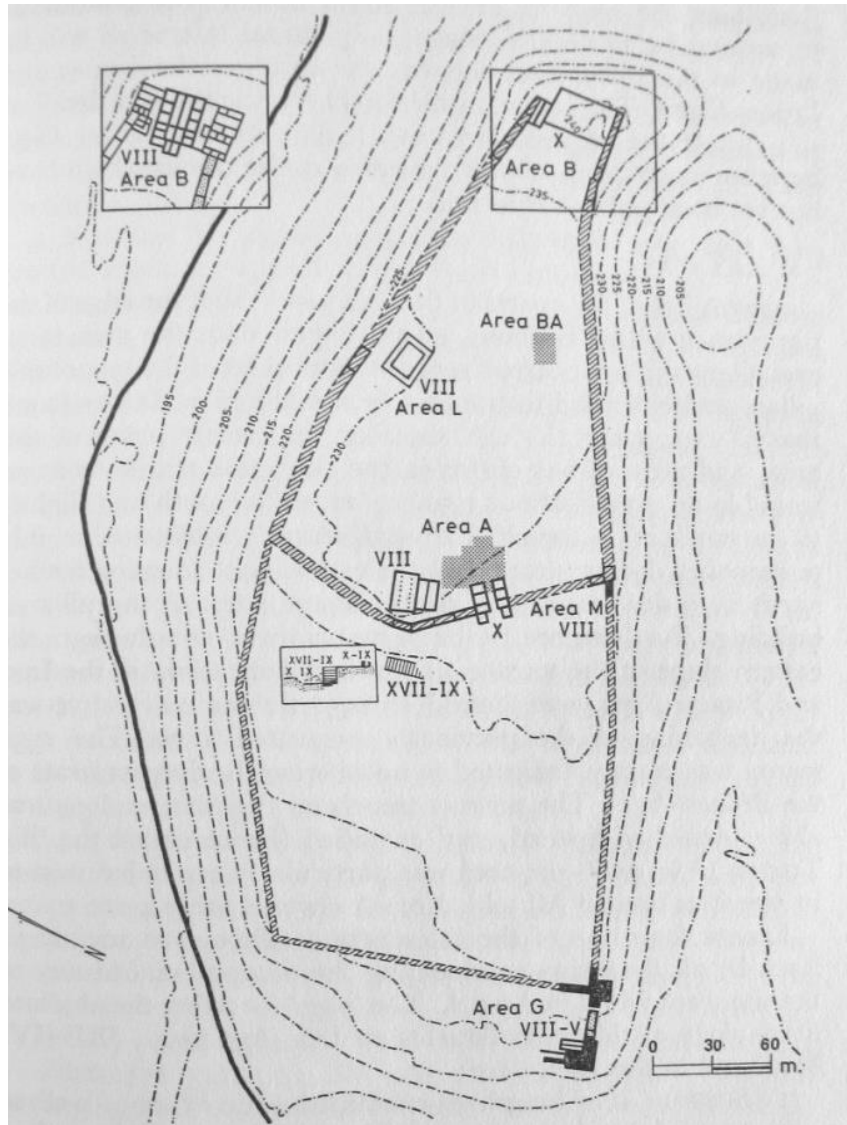 VIII
Area B
X
Area B
235
225
230
225
220
215
210
205
Area BA
VIII
Area L
195
200
205
210
215
220
230
Area A
VIII
X
Area M
VIII
XVII-IX
X-IX
X IX
XVII-IX
Area G
VIII-V
0 30 60
m.
N